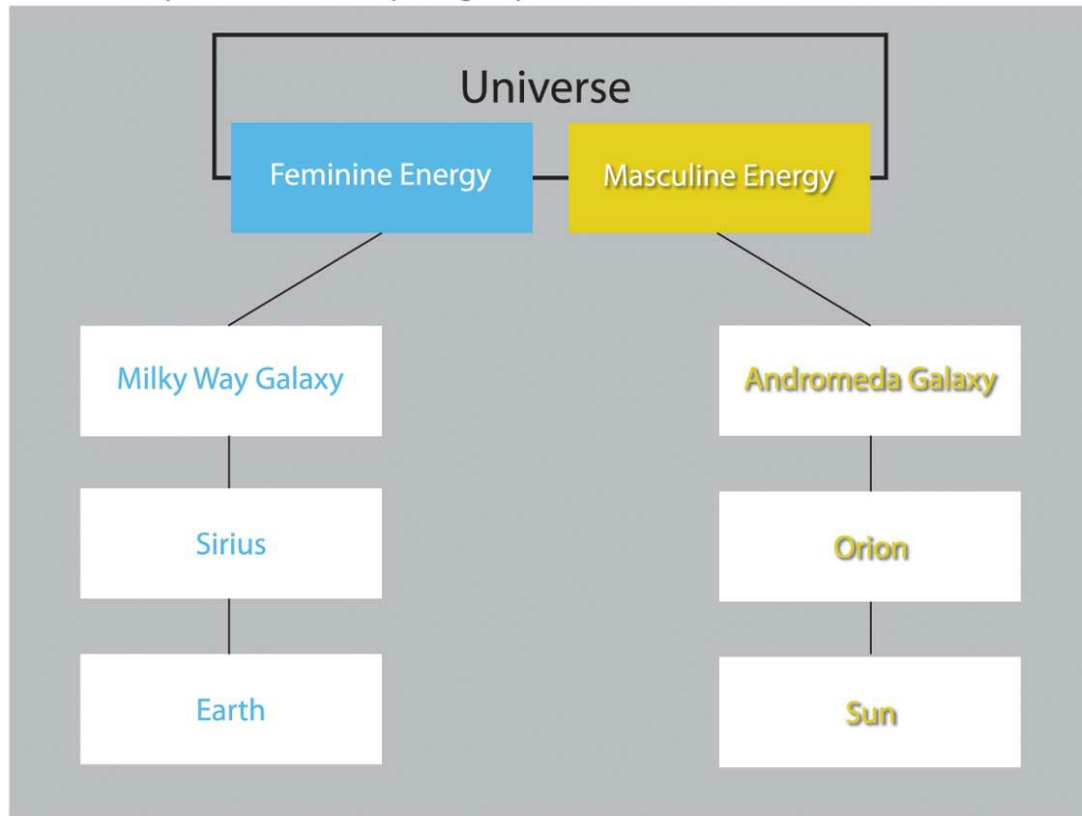 Universe
Feminine Energy
Masculine Energy
Milky Way Galaxy
Andromeda Galaxy
Sirius
Orion
Earth
Sun